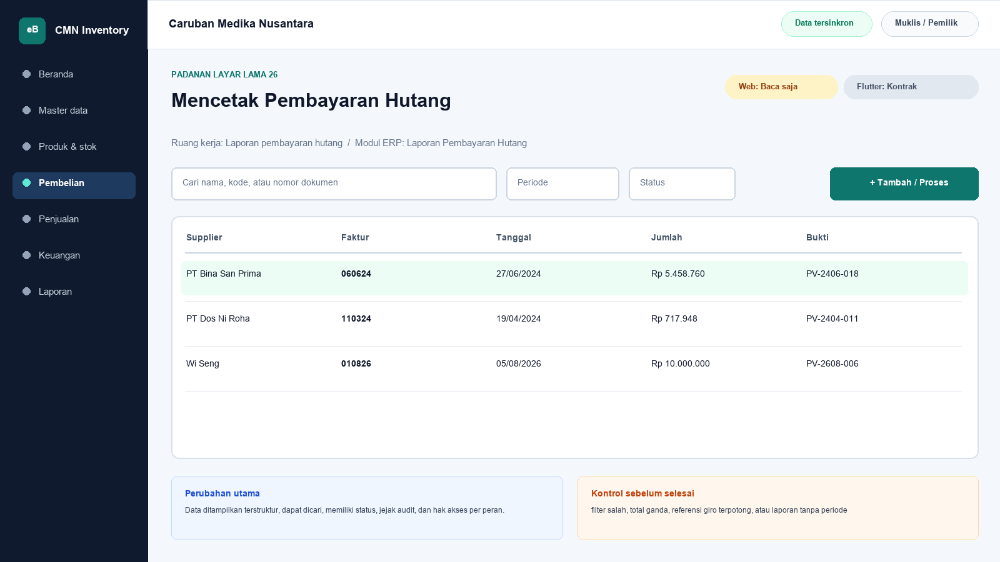 eB
CMN Inventory
Beranda
Master data
Produk & stok
Pembelian
Penjualan
Keuangan
Laporan
Caruban Medika Nusantara
Data tersinkron
Muklis / Pemilik
PADANAN LAYAR LAMA 26
Mencetak Pembayaran Hutang
Web: Baca saja
Flutter: Kontrak
Ruang kerja: Laporan pembayaran hutang / Modul ERP: Laporan Pembayaran Hutang
Cari nama, kode, atau nomor dokumen
Periode
Status
+ Tambah / Proses
Supplier Faktur Tanggal Jumlah Bukti
PT Bina San Prima 060624 27/06/2024 Rp 5.458.760 PV-2406-018
PT Dos Ni Roha 110324 19/04/2024 Rp 717.948 PV-2404-011
Wi Seng 010826 05/08/2026 Rp 10.000.000 PV-2608-006
Perubahan utama
Data ditampilkan terstruktur, dapat dicari, memiliki status, jejak audit, dan hak akses per peran.
Kontrol sebelum selesai
filter salah, total ganda, referensi giro terpotong, atau laporan tanpa periode